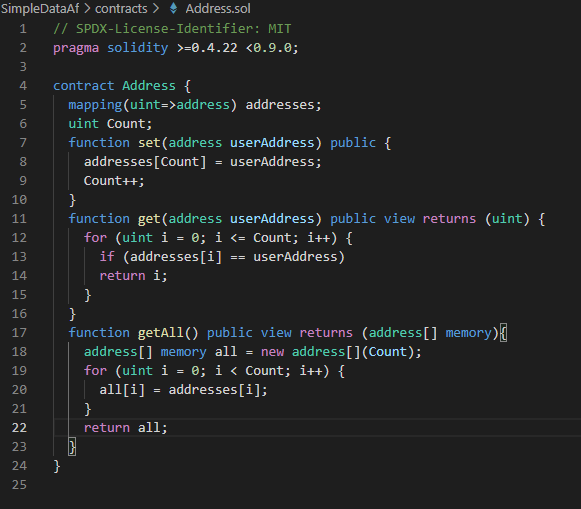 SimpleDataAf > contracts > Address.sol
1 // SPDX-License-Identifier: MIT
2 pragma solidity >=0.4.22 <0.9.0;
3
4 contract Address {
5   mapping(uint=>address) addresses;
6   uint Count;
7   function set(address userAddress) public {
8     addresses[Count] = userAddress;
9     Count++;
10   }
11   function get(address userAddress) public view returns (uint) {
12     for (uint i = 0; i <= Count; i++) {
13       if (addresses[i] == userAddress)
14       return i;
15     }
16   }
17   function getAll() public view returns (address[] memory){
18     address[] memory all = new address[](Count);
19     for (uint i = 0; i < Count; i++) {
20       all[i] = addresses[i];
21     }
22     return all;
23   }
24 }
25